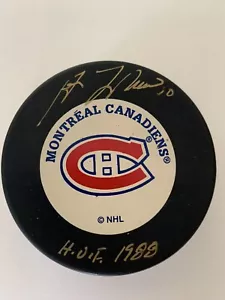 MONTRÉAL CANADIENS®
© NHL
H.O.F. 1988